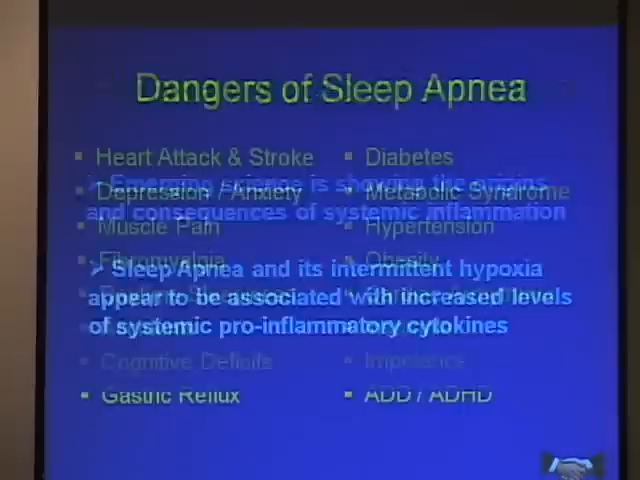 Dangers of Sleep Apnea
▪ Heart Attack & Stroke
▪ Depression / Anxiety
▪ Muscle Pain
▪ Fibromyalgia
▪ Cognitive Deficits
▪ Gastric Reflux
▪ Diabetes
▪ Metabolic Syndrome
▪ Hypertension
▪ Obesity
▪ Impotence
▪ ADD / ADHD
➢ Emerging science is showing the origins
and consequences of systemic inflammation
➢ Sleep Apnea and its intermittent hypoxia
appear to be associated with increased levels
of systemic pro-inflammatory cytokines